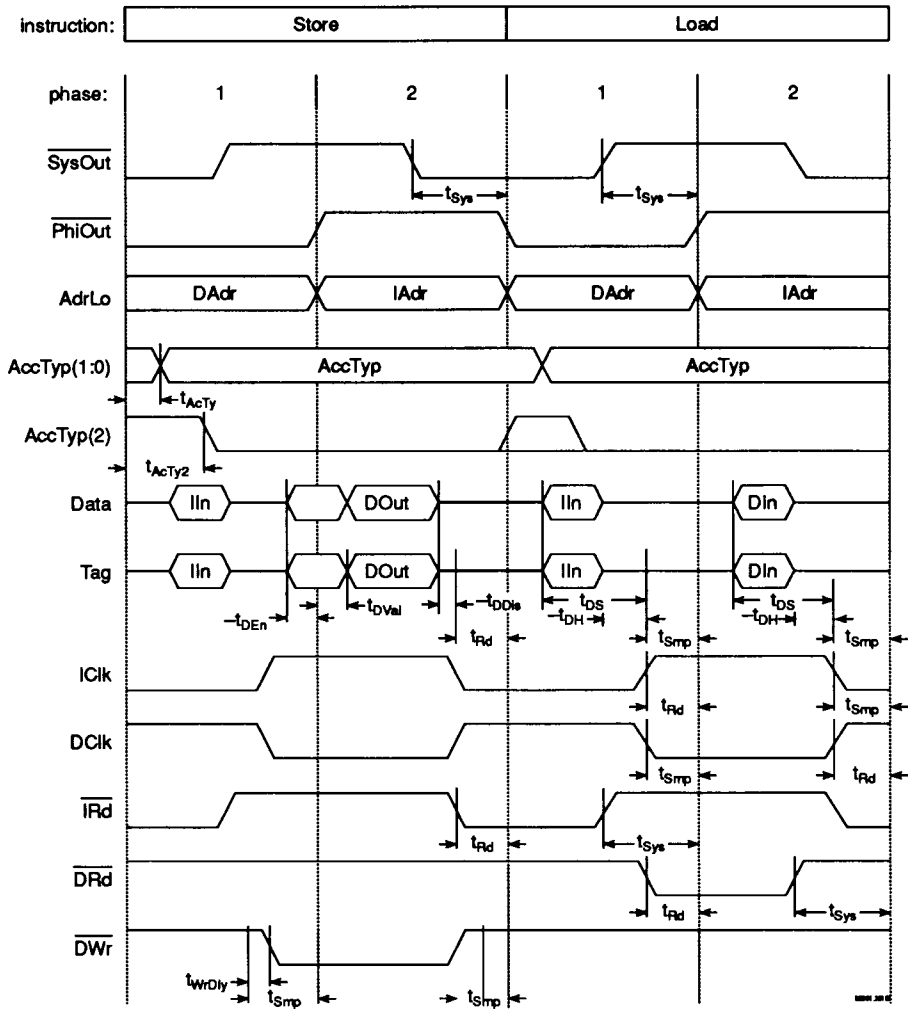 instruction: Store Load
phase: 1 2 1 2
SysOut
tSys tSys
PhiOut
AdrLo DAdr IAdr DAdr IAdr
AccTyp(1:0) AccTyp AccTyp
tAcTy
AccTyp(2)
tAcTy2
Data IIn DOut IIn DIn
Tag IIn DOut IIn DIn
–tDEn tDVal –tDDis tDS tDS
–tDH –tDH
tRd tSmp tSmp
IClk
tRd tSmp
DClk
tSmp tRd
IRd
tRd tSys
DRd
tRd tSys
DWr
tWrDly
tSmp tSmp